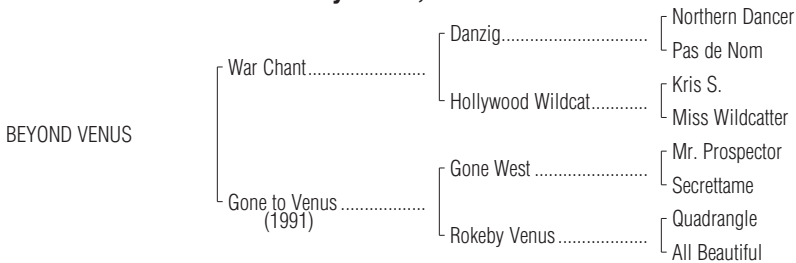 Northern Dancer
Danzig..............................
Pas de Nom
War Chant........................
Kris S.
Hollywood Wildcat............
Miss Wildcatter
BEYOND VENUS
Mr. Prospector
Gone West ........................
Secrettame
Gone to Venus .................
(1991)
Quadrangle
Rokeby Venus...................
All Beautiful